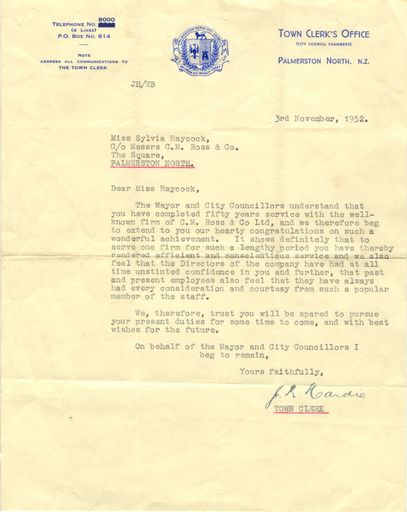 TELEPHONE NO. 8000
(4 LINES)
P.O. BOX NO. 614
NOTE
ADDRESS ALL COMMUNICATIONS TO
THE TOWN CLERK
TOWN CLERK'S OFFICE
(CITY COUNCIL CHAMBERS)
PALMERSTON NORTH, N.Z.
JH/EB
3rd November, 1952.
Miss Sylvia Haycock,
C/o Messrs C.M. Ross & Co.
The Square,
PALMERSTON NORTH.
Dear Miss Haycock,
The Mayor and City Councillors understand that
you have completed fifty years service with the well-
known firm of C.M. Ross & Co Ltd, and we therefore beg
to extend to you our hearty congratulations on such a
wonderful achievement. It shows definitely that to
serve one firm for such a lengthy period you have thereby
rendered efficient and conscientious service and we also
feel that the Directors of the company have had at all
time unstinted confidence in you and further, that past
and present employees also feel that they have always
had every consideration and courtesy from such a popular
member of the staff.
We, therefore, trust you will be spared to pursue
your present duties for some time to come, and with best
wishes for the future.
On behalf of the Mayor and City Councillors I
beg to remain,
Yours faithfully,
J. R. Hardie
TOWN CLERK